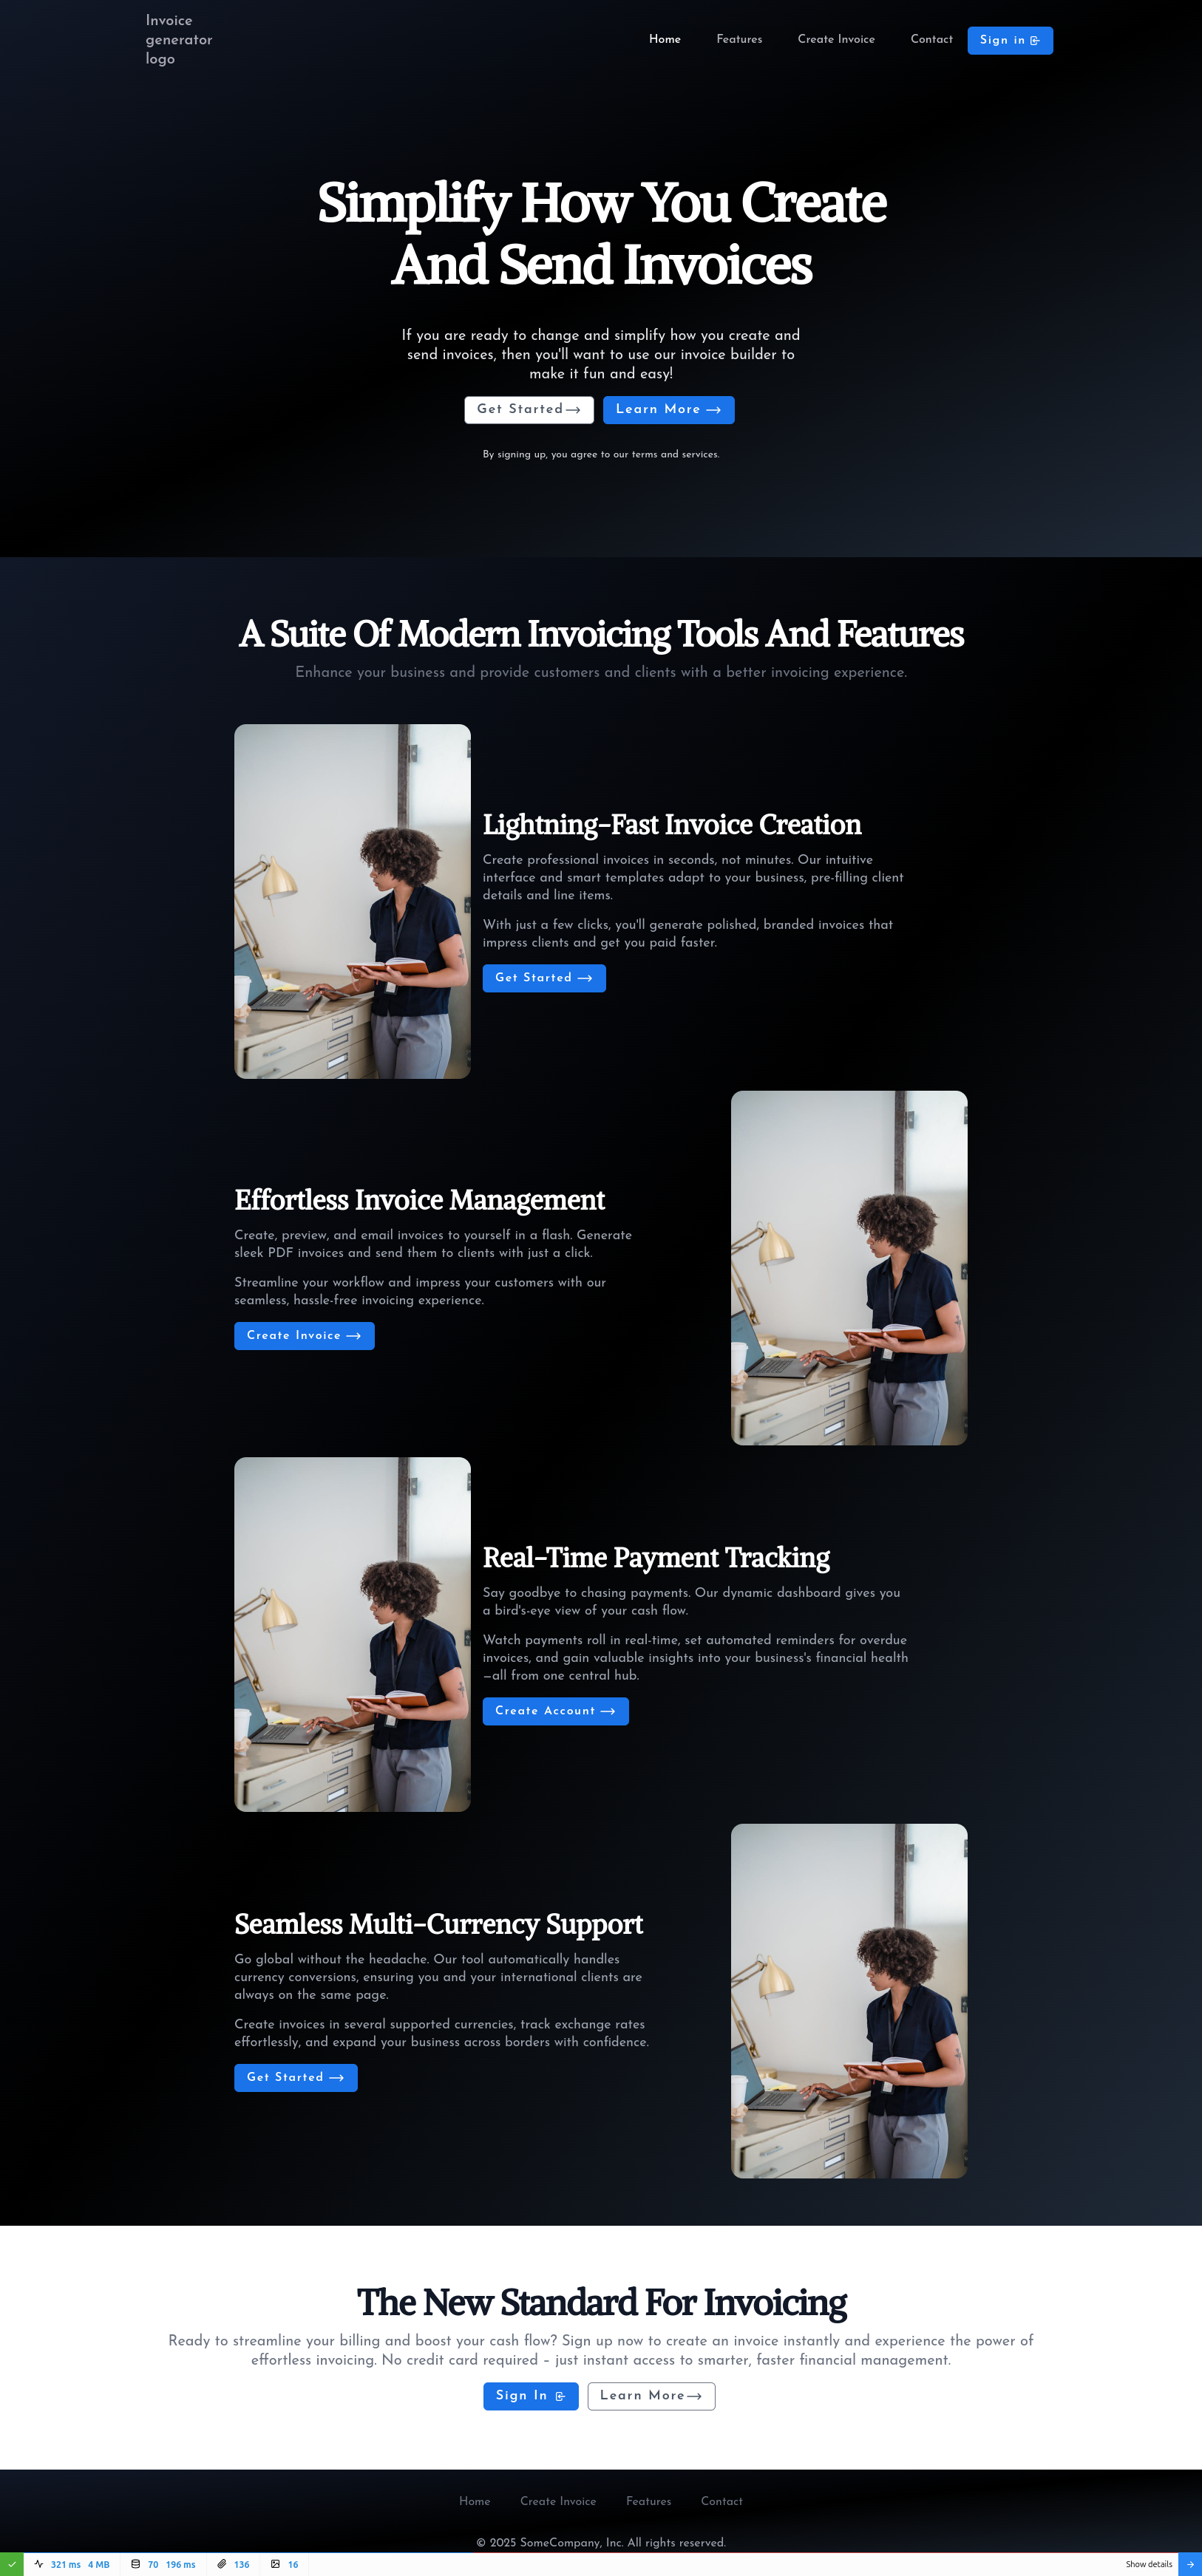 Invoice
generator
logo
Home
Features
Create Invoice
Contact
Sign in
Simplify How You Create
And Send Invoices
If you are ready to change and simplify how you create and
send invoices, then you'll want to use our invoice builder to
make it fun and easy!
Get Started
Learn More
By signing up, you agree to our terms and services.
A Suite Of Modern Invoicing Tools And Features
Enhance your business and provide customers and clients with a better invoicing experience.
Lightning-Fast Invoice Creation
Create professional invoices in seconds, not minutes. Our intuitive
interface and smart templates adapt to your business, pre-filling client
details and line items.
With just a few clicks, you'll generate polished, branded invoices that
impress clients and get you paid faster.
Get Started
Effortless Invoice Management
Create, preview, and email invoices to yourself in a flash. Generate
sleek PDF invoices and send them to clients with just a click.
Streamline your workflow and impress your customers with our
seamless, hassle-free invoicing experience.
Create Invoice
Real-Time Payment Tracking
Say goodbye to chasing payments. Our dynamic dashboard gives you
a bird's-eye view of your cash flow.
Watch payments roll in real-time, set automated reminders for overdue
invoices, and gain valuable insights into your business's financial health
—all from one central hub.
Create Account
Seamless Multi-Currency Support
Go global without the headache. Our tool automatically handles
currency conversions, ensuring you and your international clients are
always on the same page.
Create invoices in several supported currencies, track exchange rates
effortlessly, and expand your business across borders with confidence.
Get Started
The New Standard For Invoicing
Ready to streamline your billing and boost your cash flow? Sign up now to create an invoice instantly and experience the power of
effortless invoicing. No credit card required – just instant access to smarter, faster financial management.
Sign In
Learn More
Home
Create Invoice
Features
Contact
© 2025 SomeCompany, Inc. All rights reserved.
321 ms 4 MB 70 196 ms 136 16 Show details